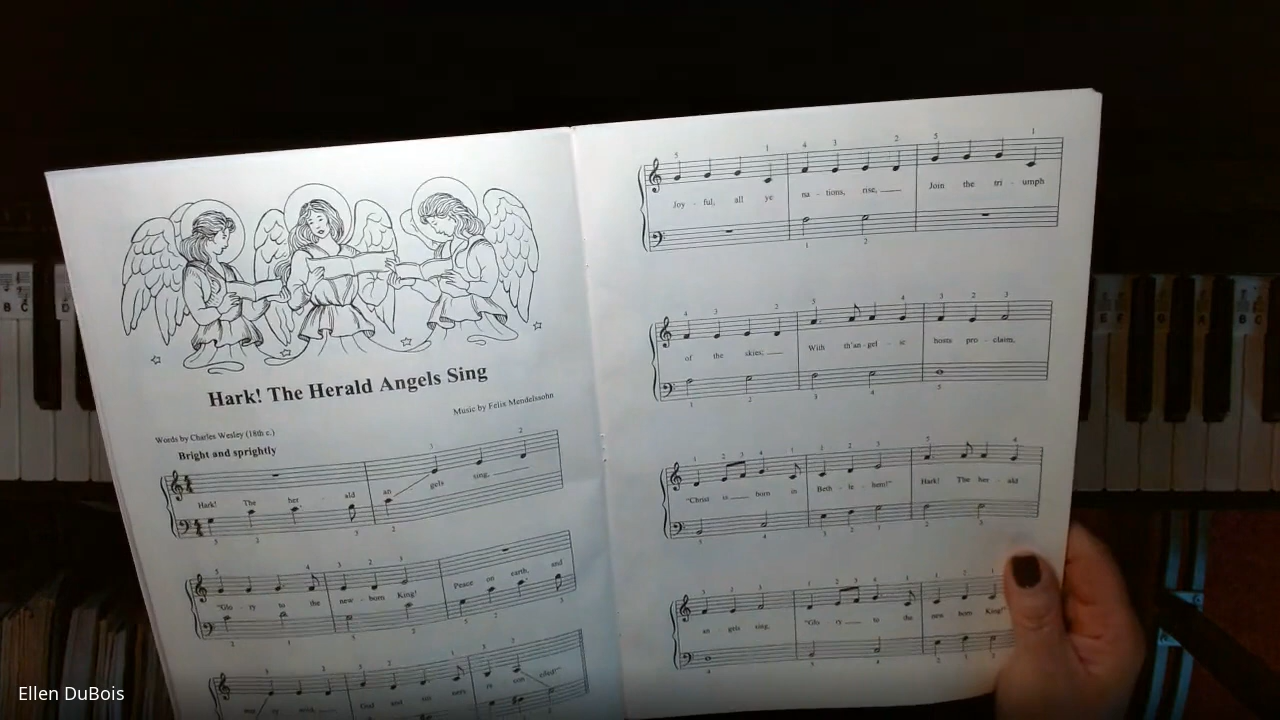 Hark! The Herald Angels Sing
Music by Felix Mendelssohn
Words by Charles Wesley (18th c.)
Bright and sprightly
Hark! The her - ald an gels sing,
"Glo - ry to the new - born King! Peace on earth, and
God and sin ners
Joy - ful, all ye na - tions, rise, Join the tri - umph
of the skies; With th'an - gel - ic hosts pro - claim,
"Christ is born in Beth - le - hem!" Hark! The her - ald
an gels sing, "Glo - ry to the new born King!"
B C
D
B C
Ellen DuBois